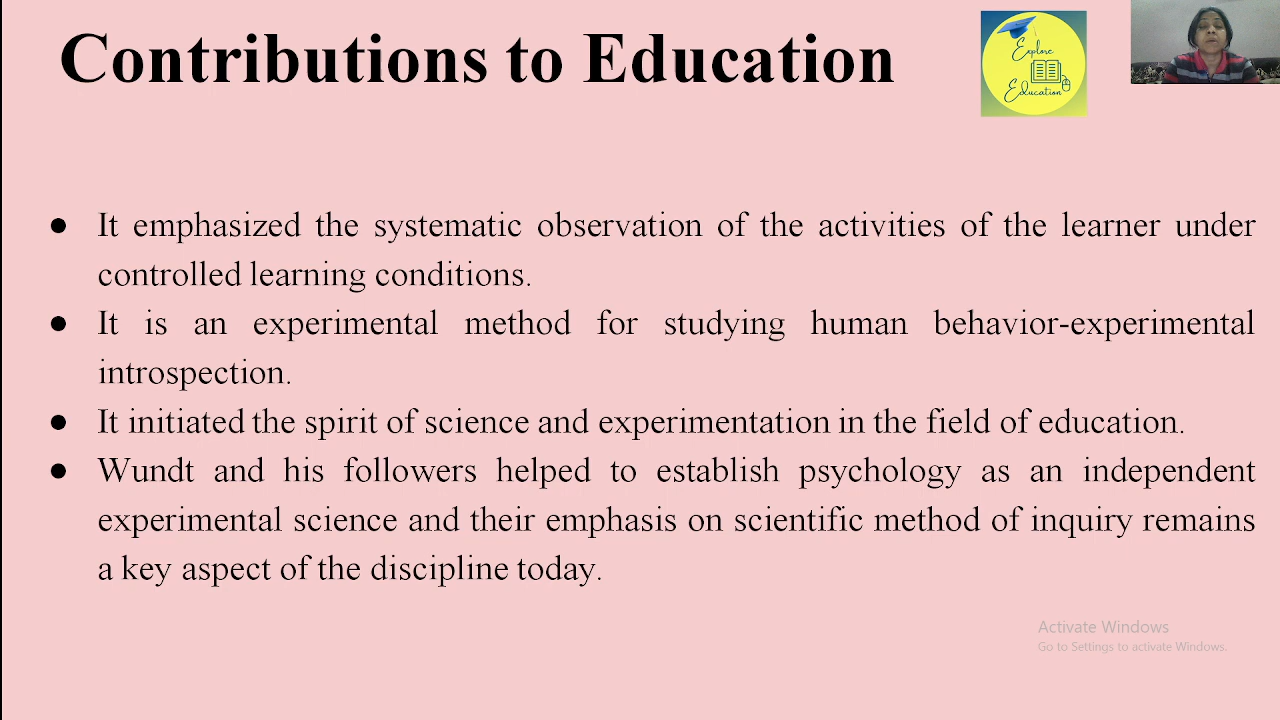 Contributions to Education
Explore
Education
● It emphasized the systematic observation of the activities of the learner under
controlled learning conditions.
● It is an experimental method for studying human behavior-experimental
introspection.
● It initiated the spirit of science and experimentation in the field of education.
● Wundt and his followers helped to establish psychology as an independent
experimental science and their emphasis on scientific method of inquiry remains
a key aspect of the discipline today.
Activate Windows
Go to Settings to activate Windows.